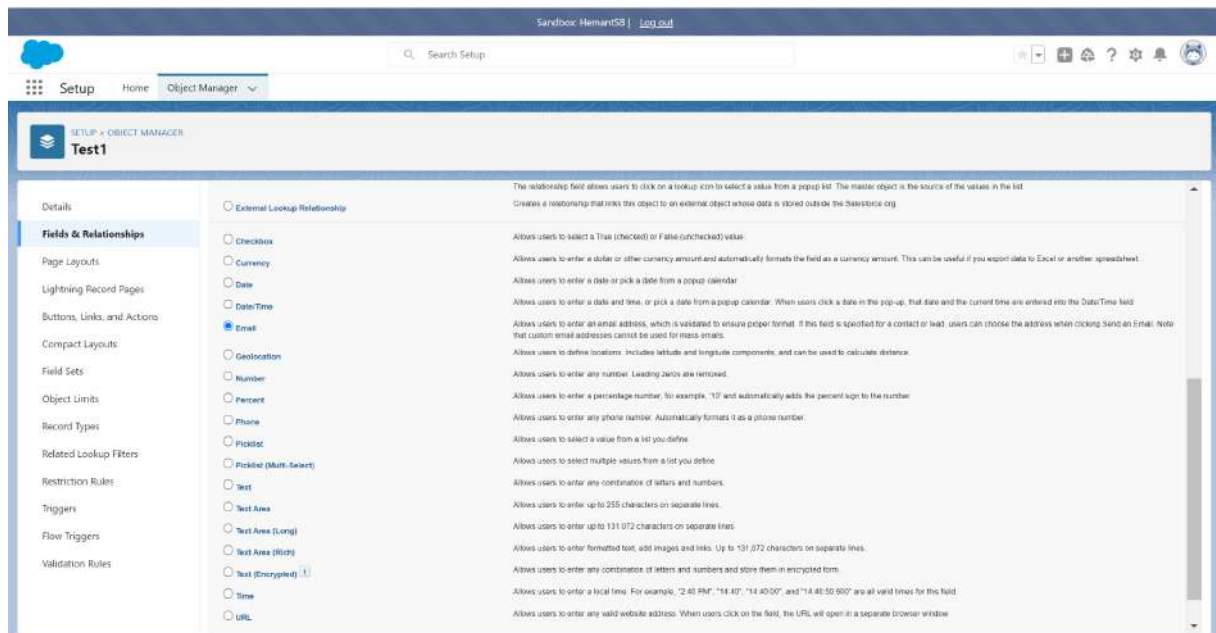 Sandbox: HemantSB | Log out
Search Setup
Setup Home Object Manager
SETUP > OBJECT MANAGER
Test1
Details
Fields & Relationships
Page Layouts
Lightning Record Pages
Buttons, Links, and Actions
Compact Layouts
Field Sets
Object Limits
Record Types
Related Lookup Filters
Restriction Rules
Triggers
Flow Triggers
Validation Rules
The relationship field allows users to click on a lookup icon to select a value from a popup list. The master object is the source of the values in the list.
External Lookup Relationship Creates a relationship that links this object to an external object whose data is stored outside the Salesforce org.
Checkbox Allows users to select a True (checked) or False (unchecked) value.
Currency Allows users to enter a dollar or other currency amount and automatically formats the field as a currency amount. This can be useful if you export data to Excel or another spreadsheet.
Date Allows users to enter a date or pick a date from a popup calendar.
Date/Time Allows users to enter a date and time, or pick a date from a popup calendar. When users click a date in the pop-up, that date and the current time are entered into the Date/Time field.
Email Allows users to enter an email address, which is validated to ensure proper format. If this field is specified for a contact or lead, users can choose the address when clicking Send an Email. Note
that custom email addresses cannot be used for mass emails.
Geolocation Allows users to define locations. Includes latitude and longitude components, and can be used to calculate distance.
Number Allows users to enter any number. Leading zeros are removed.
Percent Allows users to enter a percentage number, for example, '10' and automatically adds the percent sign to the number.
Phone Allows users to enter any phone number. Automatically formats it as a phone number.
Picklist Allows users to select a value from a list you define.
Picklist (Multi-Select) Allows users to select multiple values from a list you define.
Text Allows users to enter any combination of letters and numbers.
Text Area Allows users to enter up to 255 characters on separate lines.
Text Area (Long) Allows users to enter up to 131,072 characters on separate lines.
Text Area (Rich) Allows users to enter formatted text, add images and links. Up to 131,072 characters on separate lines.
Text (Encrypted) Allows users to enter any combination of letters and numbers and store them in encrypted form.
Time Allows users to enter a local time. For example, "2:40 PM", "14:40", "14:40:00", and "14:40:50.600" are all valid times for this field.
URL Allows users to enter any valid website address. When users click on the field, the URL will open in a separate browser window.